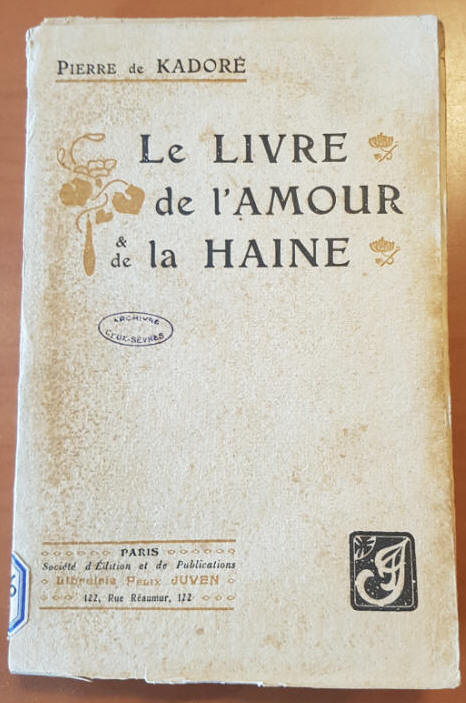 PIERRE de KADORÉ
Le LIVRE
de l'AMOUR
& de la HAINE
ARCHIVES
DEUX-SÈVRES
PARIS
Société d'Édition et de Publications
Librairie FELIX JUVEN
122, Rue Réaumur, 122